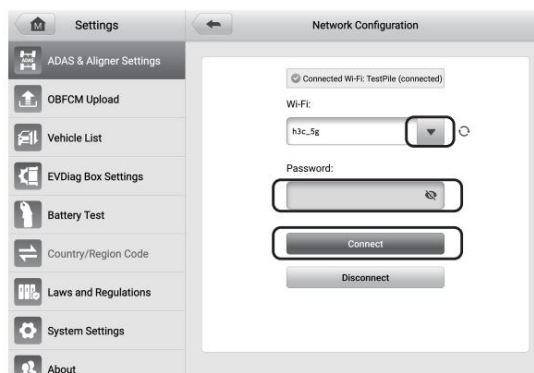 M
Settings
Network Configuration
ADAS
ADAS & Aligner Settings
OBFCM Upload
Vehicle List
EVDiag Box Settings
Battery Test
Country/Region Code
Laws and Regulations
System Settings
About
Connected Wi-Fi: TestPile (connected)
Wi-Fi:
h3c_5g
Password:
Connect
Disconnect